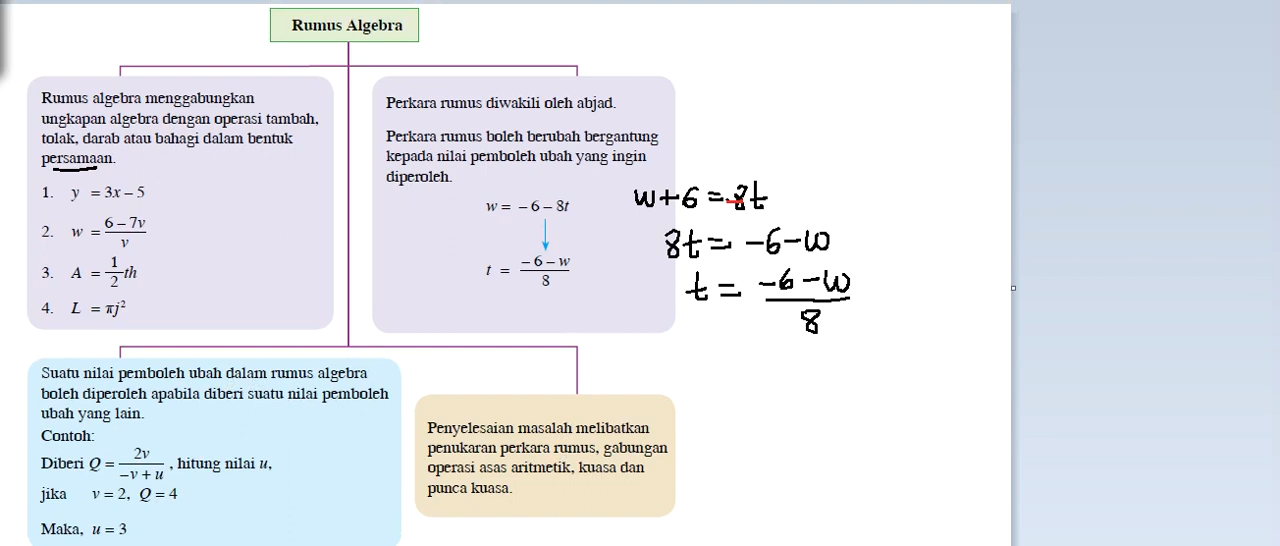 Rumus Algebra
Rumus algebra menggabungkan
ungkapan algebra dengan operasi tambah,
tolak, darab atau bahagi dalam bentuk
persamaan.
1. y = 3x – 5
2. w = (6 – 7v)/v
3. A = 1/2 th
4. L = πj²
Perkara rumus diwakili oleh abjad.
Perkara rumus boleh berubah bergantung
kepada nilai pemboleh ubah yang ingin
diperoleh.
w = – 6 – 8t
t = (– 6 – w)/8
w+6 = -8t
8t = -6-w
t = (-6-w)/8
Suatu nilai pemboleh ubah dalam rumus algebra
boleh diperoleh apabila diberi suatu nilai pemboleh
ubah yang lain.
Contoh:
Diberi Q = 2v/(–v + u), hitung nilai u,
jika v = 2, Q = 4
Maka, u = 3
Penyelesaian masalah melibatkan
penukaran perkara rumus, gabungan
operasi asas aritmetik, kuasa dan
punca kuasa.